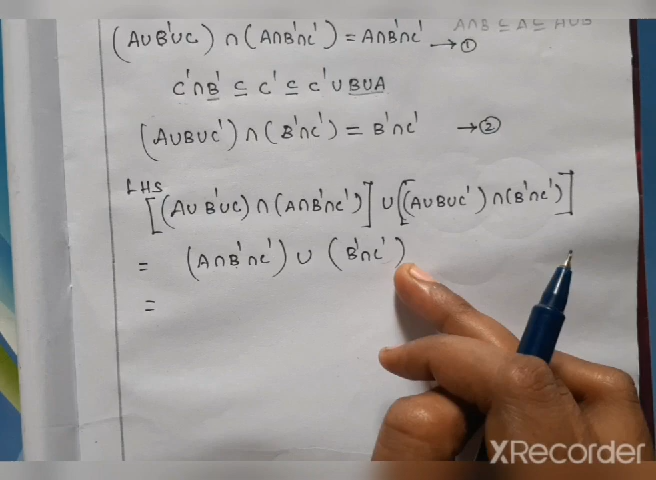 A∩B ⊆ A ⊆ A∪B
(A∪B'∪C) ∩ (A∩B'∩C') = A∩B'∩C' → ①
C'∩B' ⊆ C' ⊆ C'∪B∪A
(A∪B∪C') ∩ (B'∩C') = B'∩C' → ②
LHS
[(A∪B'∪C) ∩ (A∩B'∩C')] ∪ [(A∪B∪C') ∩ (B'∩C')]
= (A∩B'∩C') ∪ (B'∩C')
=
XRecorder